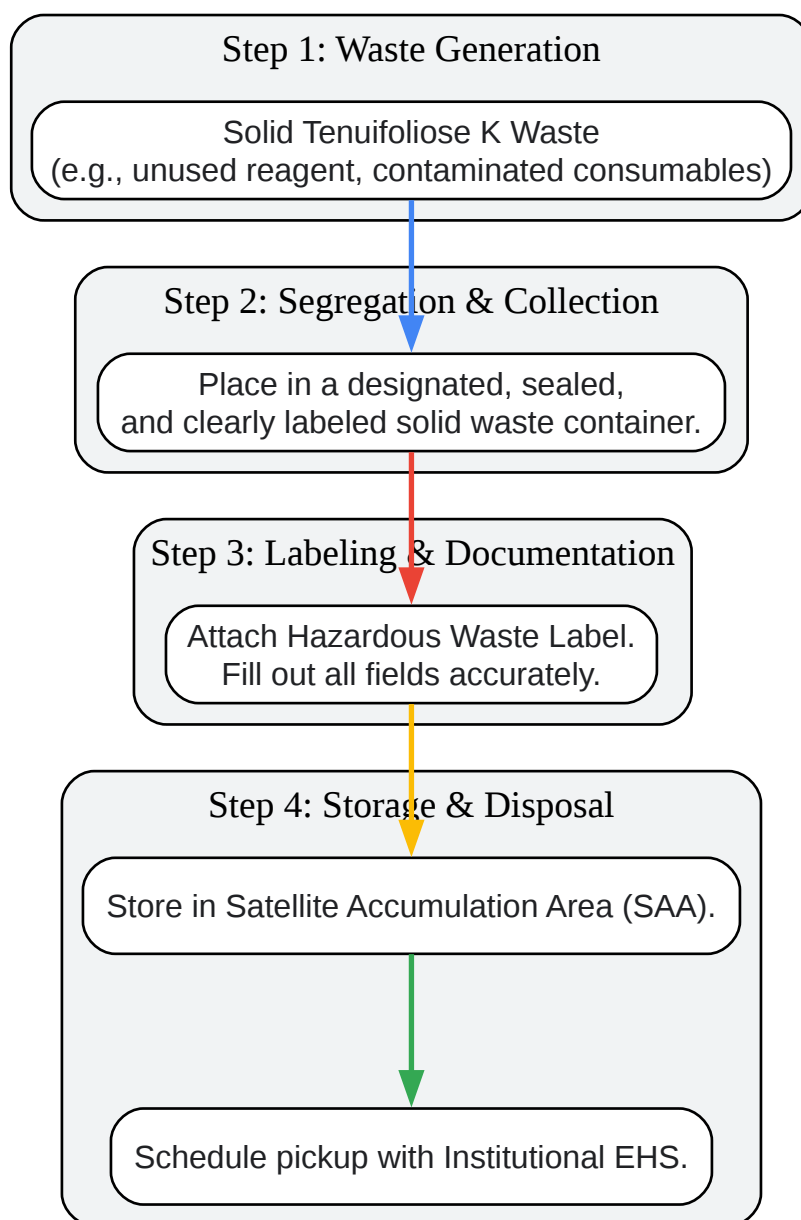 Step 1: Waste Generation
Solid Tenuifoliose K Waste
(e.g., unused reagent, contaminated consumables)
Step 2: Segregation & Collection
Place in a designated, sealed,
and clearly labeled solid waste container.
Step 3: Labeling & Documentation
Attach Hazardous Waste Label.
Fill out all fields accurately.
Step 4: Storage & Disposal
Store in Satellite Accumulation Area (SAA).
Schedule pickup with Institutional EHS.